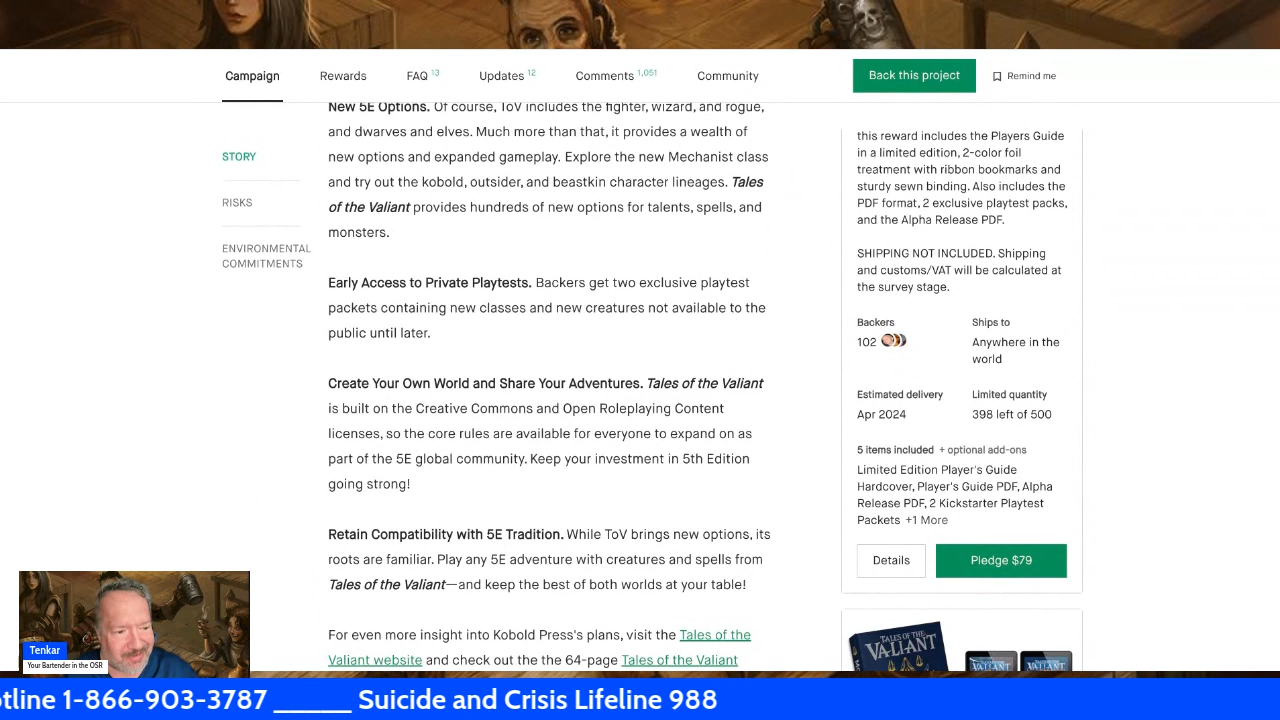 Campaign
Rewards
FAQ 13
Updates 12
Comments 1,051
Community
Back this project
Remind me
STORY
RISKS
ENVIRONMENTAL
COMMITMENTS
New 5E Options. Of course, ToV includes the fighter, wizard, and rogue,
and dwarves and elves. Much more than that, it provides a wealth of
new options and expanded gameplay. Explore the new Mechanist class
and try out the kobold, outsider, and beastkin character lineages. Tales
of the Valiant provides hundreds of new options for talents, spells, and
monsters.
Early Access to Private Playtests. Backers get two exclusive playtest
packets containing new classes and new creatures not available to the
public until later.
Create Your Own World and Share Your Adventures. Tales of the Valiant
is built on the Creative Commons and Open Roleplaying Content
licenses, so the core rules are available for everyone to expand on as
part of the 5E global community. Keep your investment in 5th Edition
going strong!
Retain Compatibility with 5E Tradition. While ToV brings new options, its
roots are familiar. Play any 5E adventure with creatures and spells from
Tales of the Valiant—and keep the best of both worlds at your table!
For even more insight into Kobold Press's plans, visit the Tales of the
Valiant website and check out the the 64-page Tales of the Valiant
this reward includes the Players Guide
in a limited edition, 2-color foil
treatment with ribbon bookmarks and
sturdy sewn binding. Also includes the
PDF format, 2 exclusive playtest packs,
and the Alpha Release PDF.
SHIPPING NOT INCLUDED. Shipping
and customs/VAT will be calculated at
the survey stage.
Backers
102
Ships to
Anywhere in the
world
Estimated delivery
Apr 2024
Limited quantity
398 left of 500
5 items included + optional add-ons
Limited Edition Player's Guide
Hardcover, Player's Guide PDF, Alpha
Release PDF, 2 Kickstarter Playtest
Packets +1 More
Details
Pledge $79
TALES OF THE
VALIANT
VALIANT
VALIANT
Tenkar
Your Bartender in the OSR
otline 1-866-903-3787 ______ Suicide and Crisis Lifeline 988